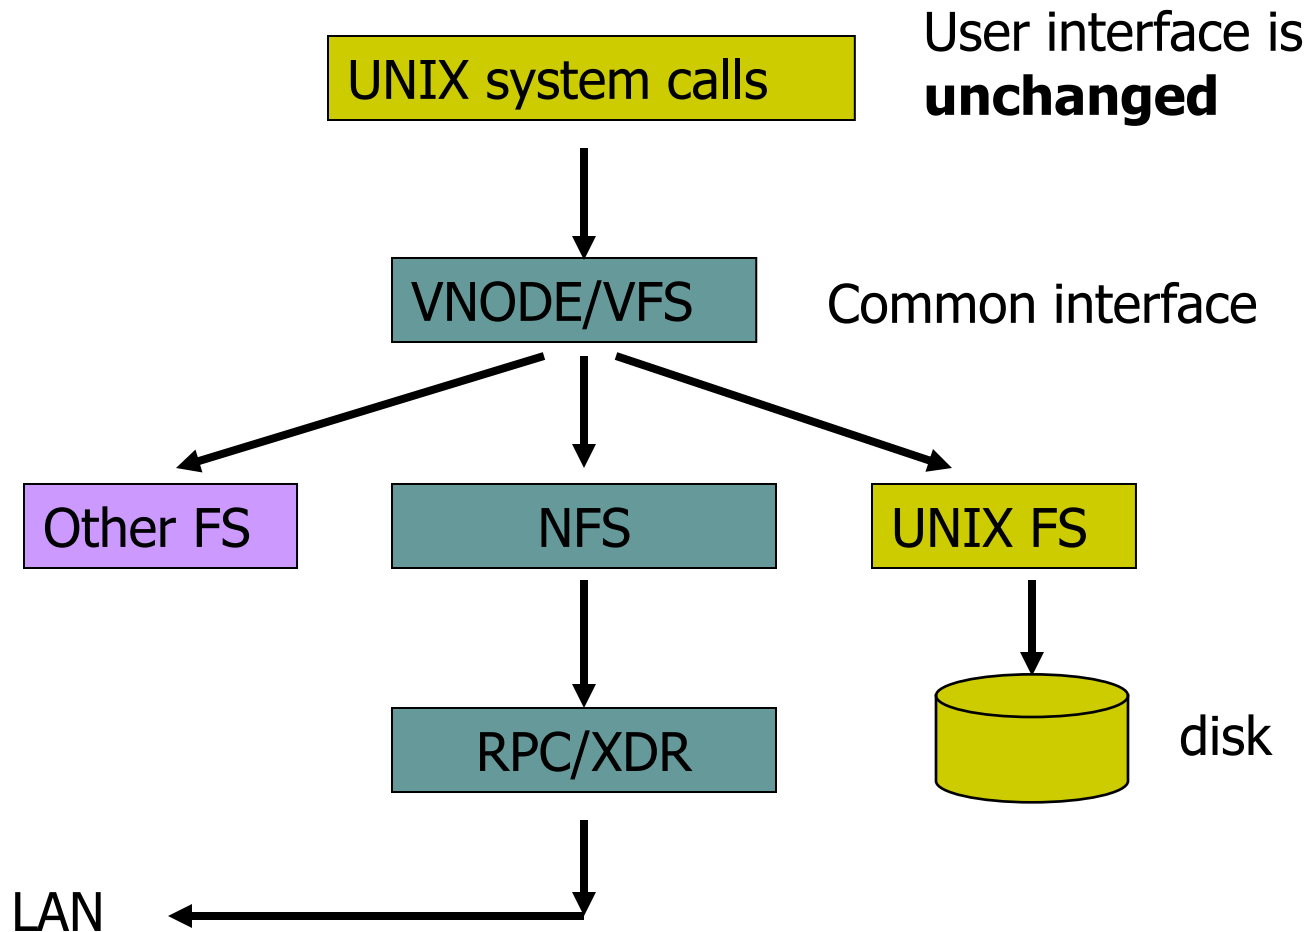 User interface is
unchanged
UNIX system calls
VNODE/VFS
Common interface
Other FS
NFS
UNIX FS
RPC/XDR
disk
LAN